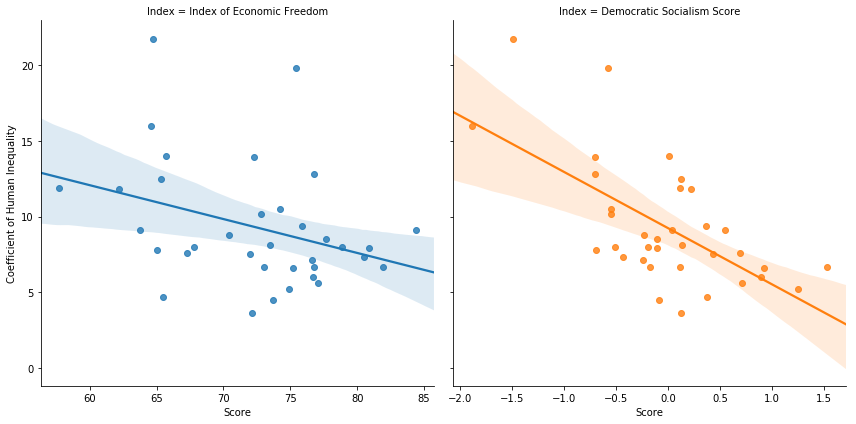 Index = Index of Economic Freedom
Index = Democratic Socialism Score
Coefficient of Human Inequality
20
15
10
5
0
60 65 70 75 80 85
Score
−2.0 −1.5 −1.0 −0.5 0.0 0.5 1.0 1.5
Score